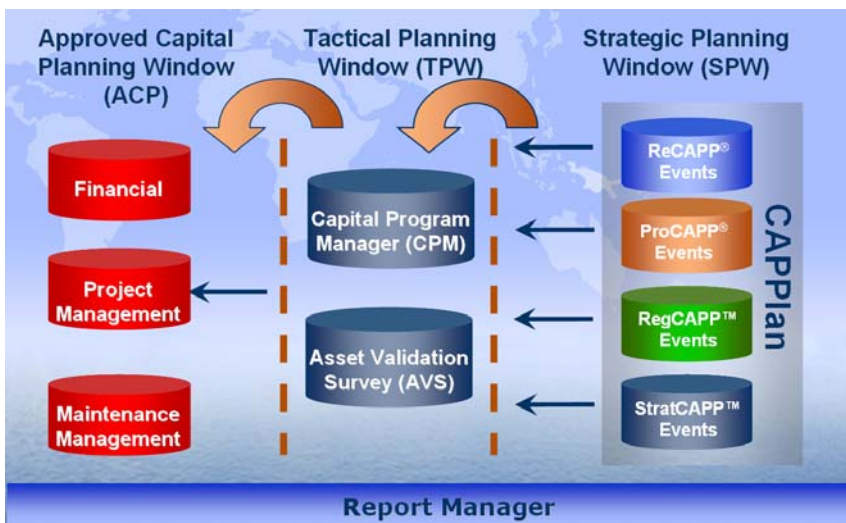 Approved Capital
Planning Window
(ACP)
Tactical Planning
Window (TPW)
Strategic Planning
Window (SPW)
Financial
Project
Management
Maintenance
Management
Capital Program
Manager (CPM)
Asset Validation
Survey (AVS)
ReCAPP®
Events
ProCAPP®
Events
RegCAPP™
Events
StratCAPP™
Events
CAPPlan
Report Manager